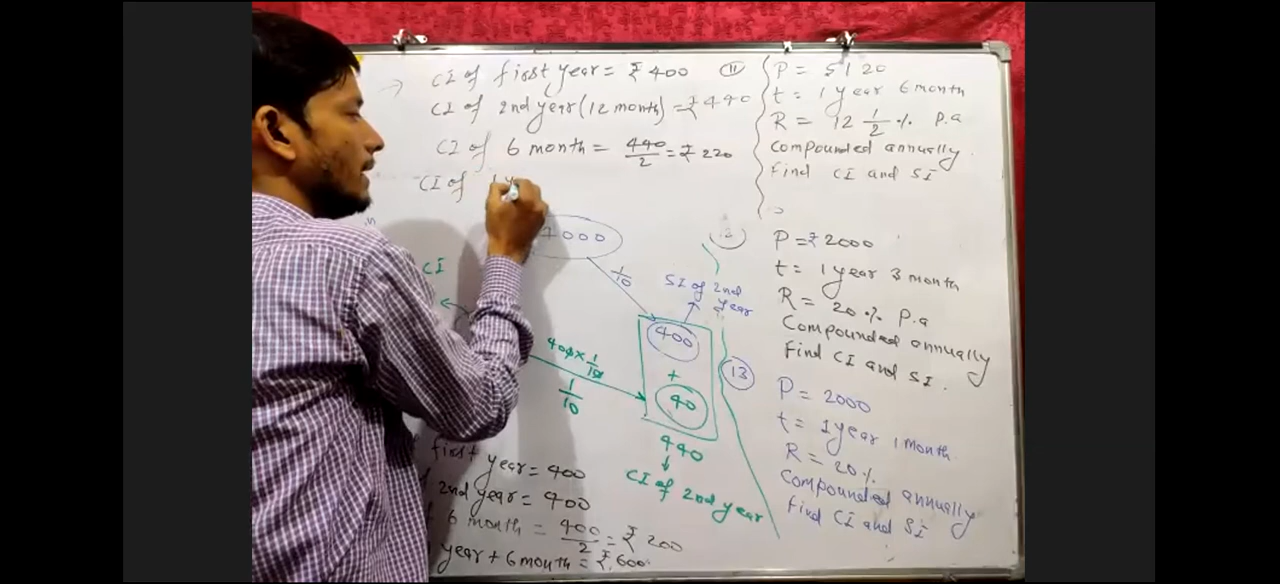 → CI of first year = ₹ 400
CI of 2nd year (12 month) = ₹ 440
CI of 6 month = 440/2 = ₹ 220
CI of 1 y
4000
1/10
SI of 2nd year
400
+
40
440
↓
CI of 2nd year
CI
400 × 1/10
1/10
first year = 400
2nd year = 400
6 month = 400/2 = ₹ 200
year + 6 month = ₹ 600
11
P = 5120
t = 1 year 6 month
R = 12 1/2 % P.a
Compounded annually.
Find CI and SI
12
P = ₹ 2000
t = 1 year 3 month
R = 20 % P.a
Compounded annually
Find CI and SI.
13
P = 2000
t = 1 year 1 month
R = 20 %
Compounded annually
Find CI and SI